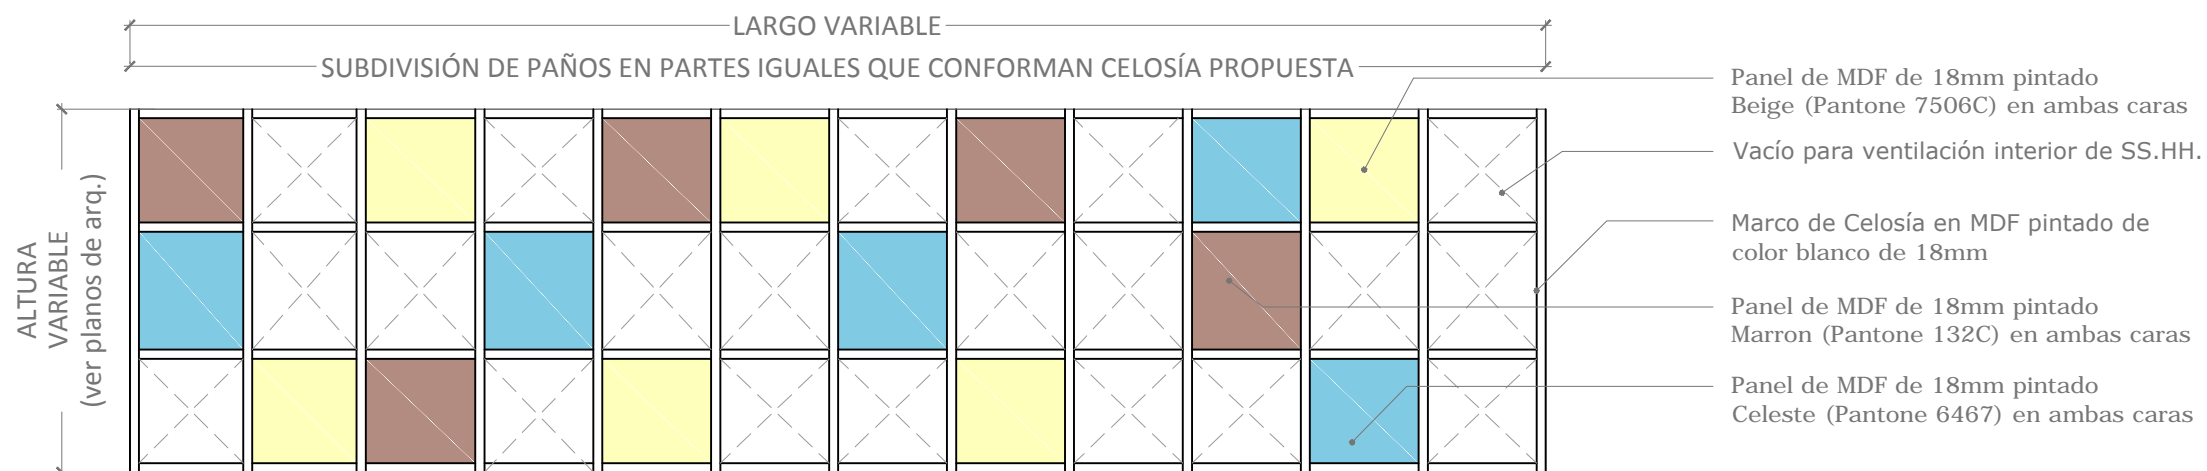 LARGO VARIABLE
SUBDIVISIÓN DE PAÑOS EN PARTES IGUALES QUE CONFORMAN CELOSÍA PROPUESTA
ALTURA
VARIABLE
(ver planos de arq.)
Panel de MDF de 18mm pintado
Beige (Pantone 7506C) en ambas caras
Vacío para ventilación interior de SS.HH.
Marco de Celosía en MDF pintado de
color blanco de 18mm
Panel de MDF de 18mm pintado
Marron (Pantone 132C) en ambas caras
Panel de MDF de 18mm pintado
Celeste (Pantone 6467) en ambas caras